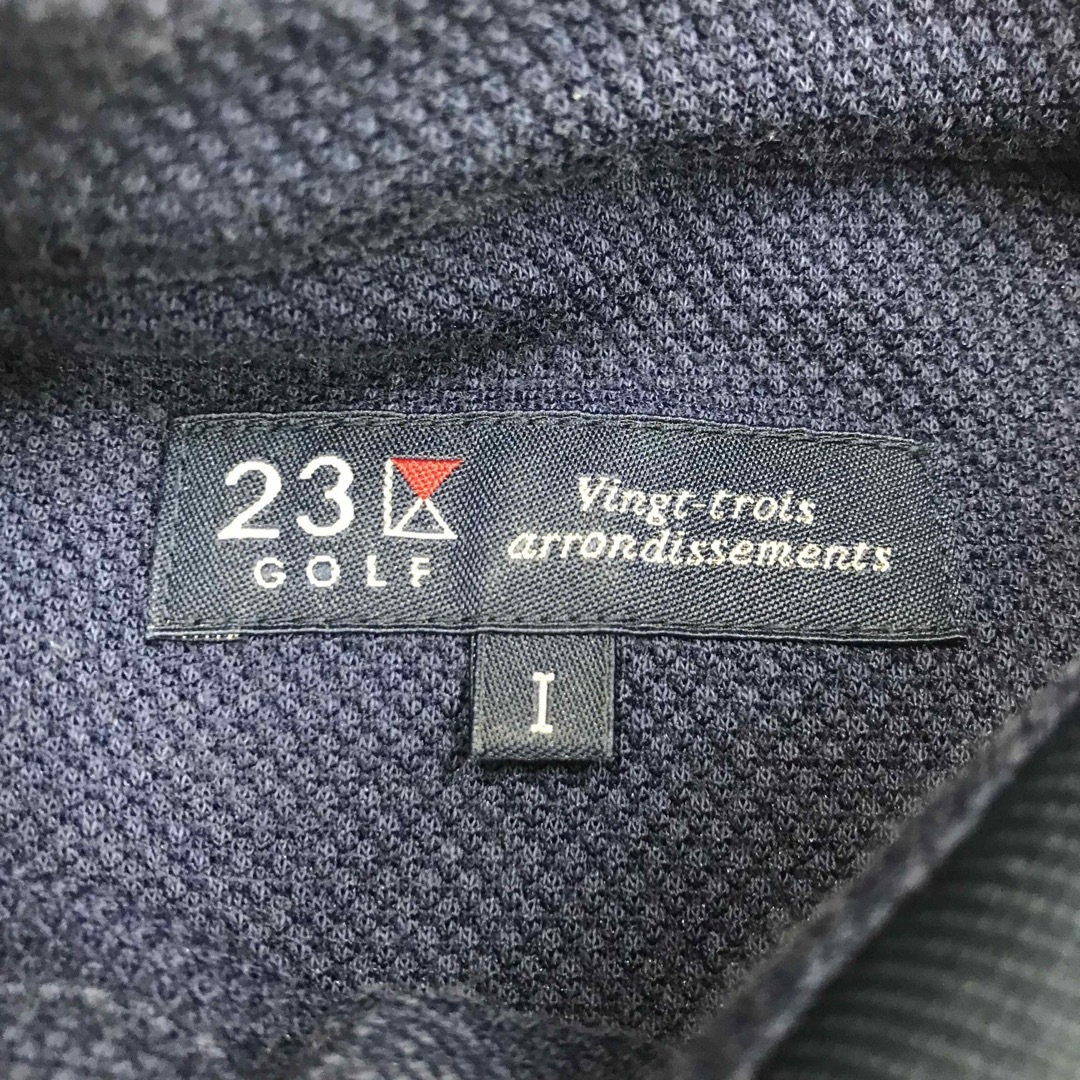 23
GOLF
Vingt-trois
arrondissements
I